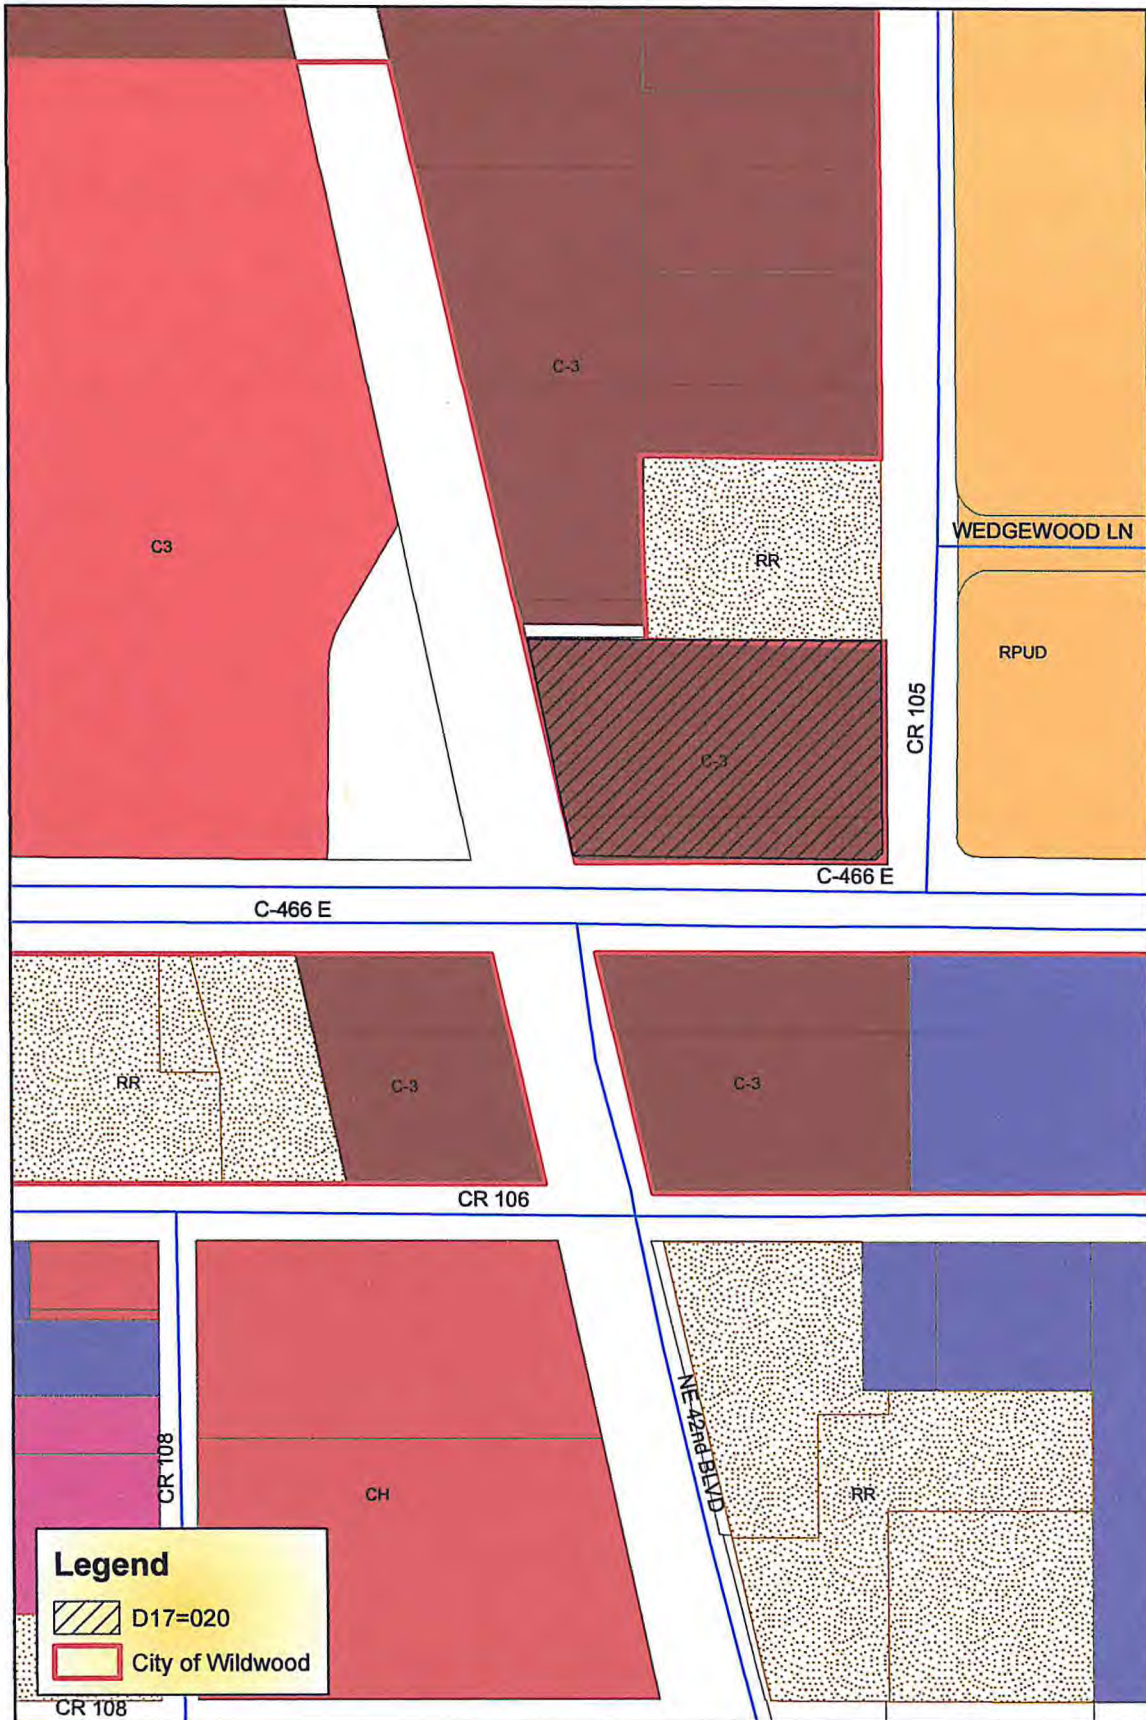 C-3
C3
WEDGEWOOD LN
RR
RPUD
CR 105
C-3
C-466 E
C-466 E
RR
C-3
C-3
CR 106
NE 42nd BLVD
CR 108
CH
RR
Legend
D17=020
City of Wildwood
CR 108